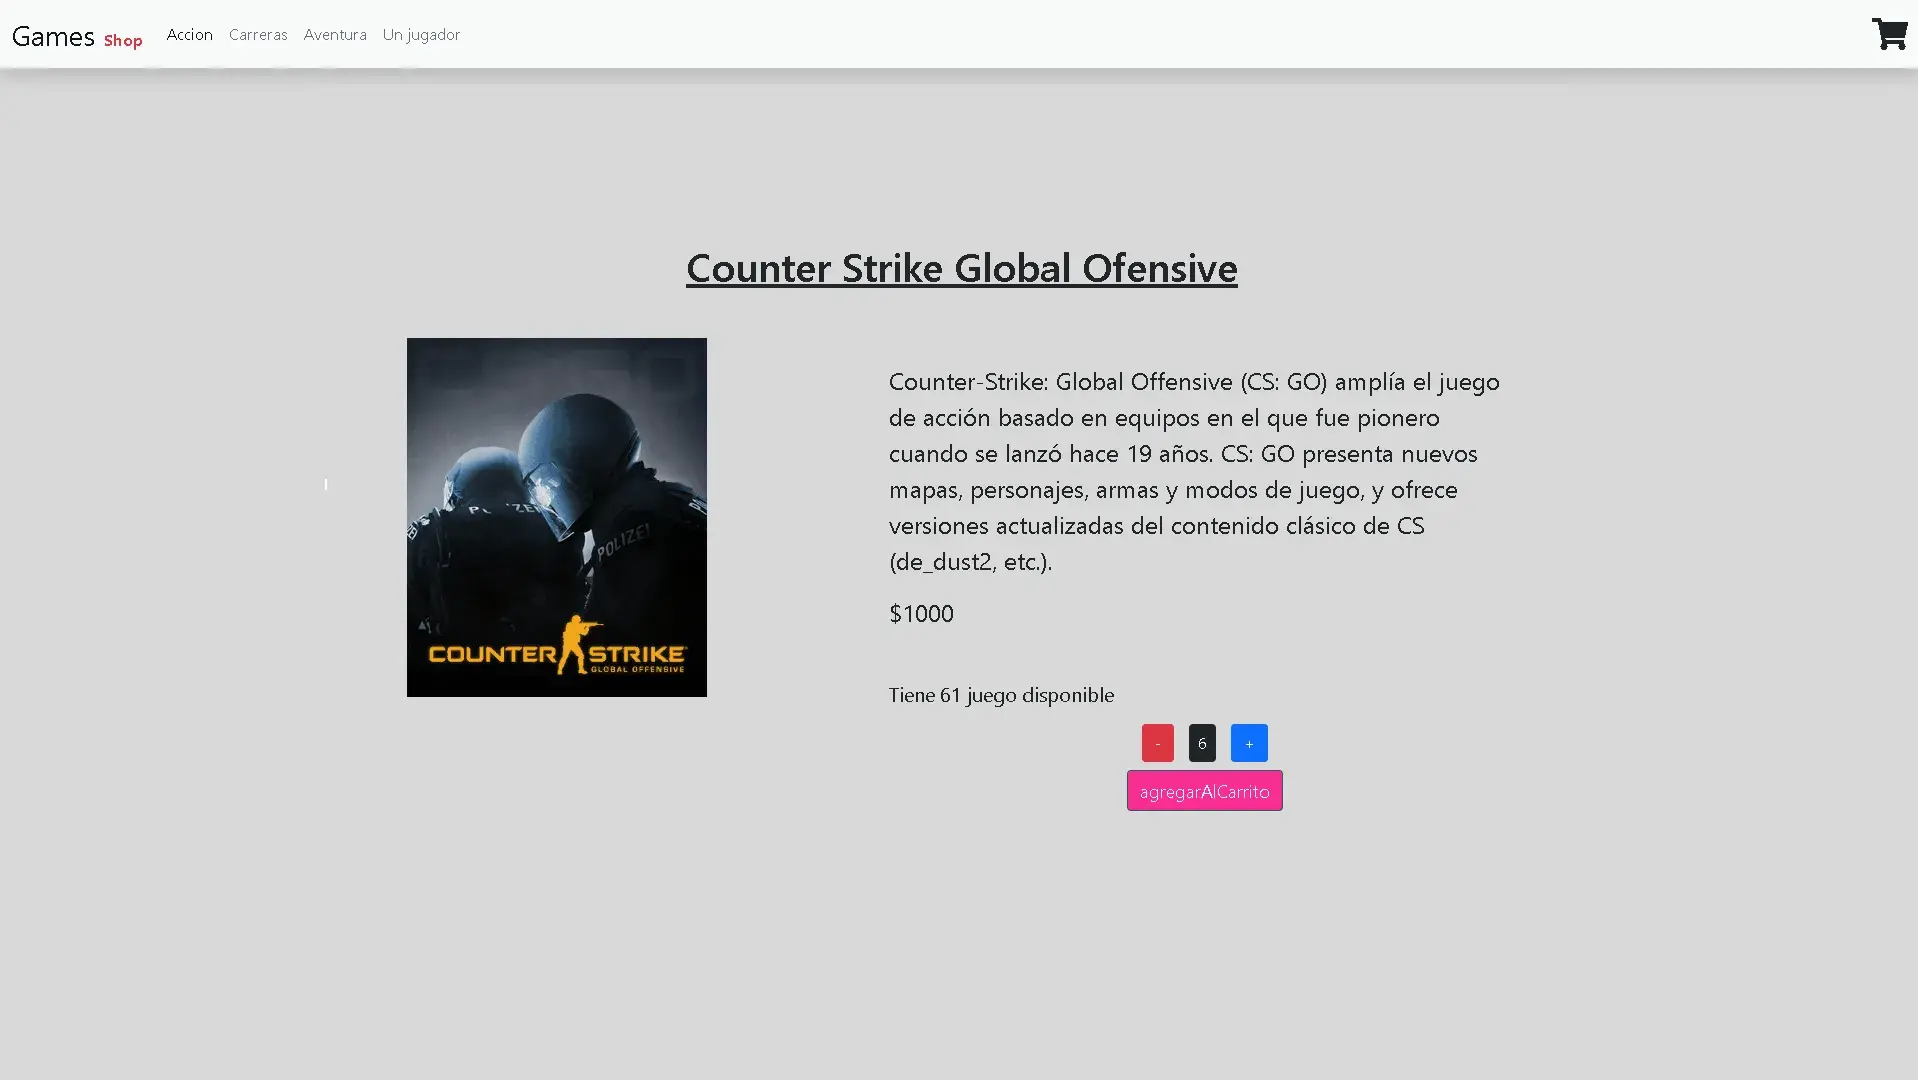 Games Shop Accion Carreras Aventura Un jugador
Counter Strike Global Ofensive
POLIZEI
COUNTER STRIKE
GLOBAL OFFENSIVE
Counter-Strike: Global Offensive (CS: GO) amplía el juego
de acción basado en equipos en el que fue pionero
cuando se lanzó hace 19 años. CS: GO presenta nuevos
mapas, personajes, armas y modos de juego, y ofrece
versiones actualizadas del contenido clásico de CS
(de_dust2, etc.).
$1000
Tiene 61 juego disponible
- 6 +
agregarAlCarrito